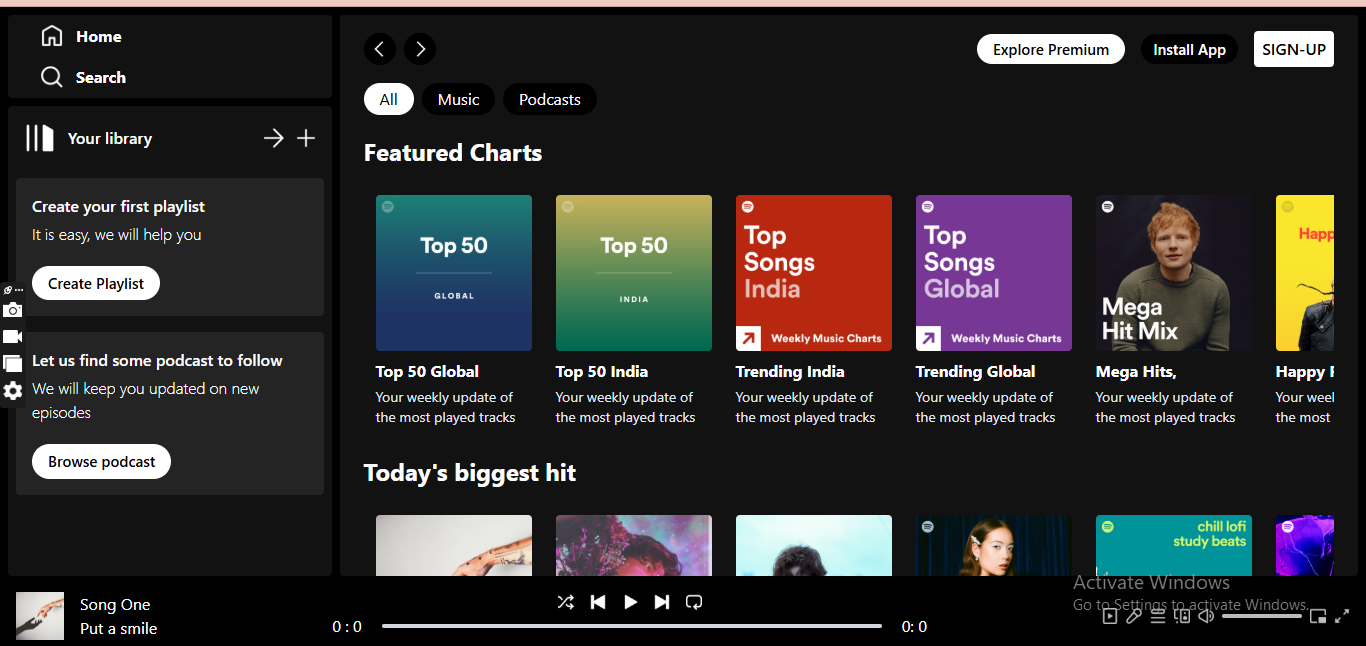 Home
Search
Your library
Create your first playlist
It is easy, we will help you
Create Playlist
Let us find some podcast to follow
We will keep you updated on new
episodes
Browse podcast
Explore Premium
Install App
SIGN-UP
All
Music
Podcasts
Featured Charts
Top 50
GLOBAL
Top 50
INDIA
Top
Songs
India
Weekly Music Charts
Top
Songs
Global
Weekly Music Charts
Mega
Hit Mix
Happ
Top 50 Global
Your weekly update of
the most played tracks
Top 50 India
Your weekly update of
the most played tracks
Trending India
Your weekly update of
the most played tracks
Trending Global
Your weekly update of
the most played tracks
Mega Hits,
Your weekly update of
the most played tracks
Happy
Your
the most
Today's biggest hit
chill lofi
study beats
Activate Windows
Go to Settings to activate Windows.
Song One
Put a smile
0 : 0
0: 0